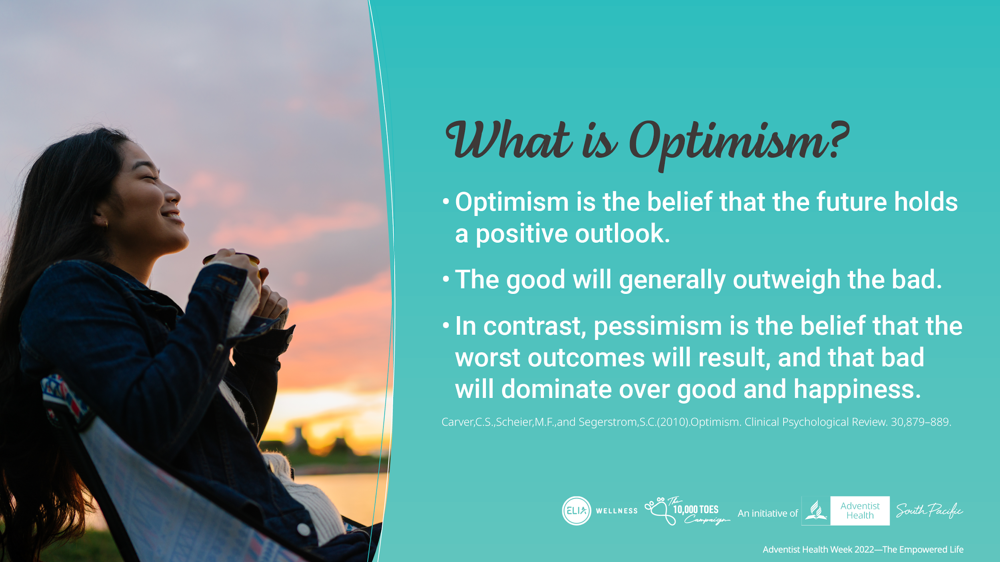 What is Optimism?
• Optimism is the belief that the future holds
a positive outlook.
• The good will generally outweigh the bad.
• In contrast, pessimism is the belief that the
worst outcomes will result, and that bad
will dominate over good and happiness.
Carver,C.S.,Scheier,M.F.,and Segerstrom,S.C.(2010).Optimism. Clinical Psychological Review. 30,879–889.
ELIA WELLNESS
The
10,000 TOES
Campaign
An initiative of
Adventist
Health
South Pacific
Adventist Health Week 2022—The Empowered Life